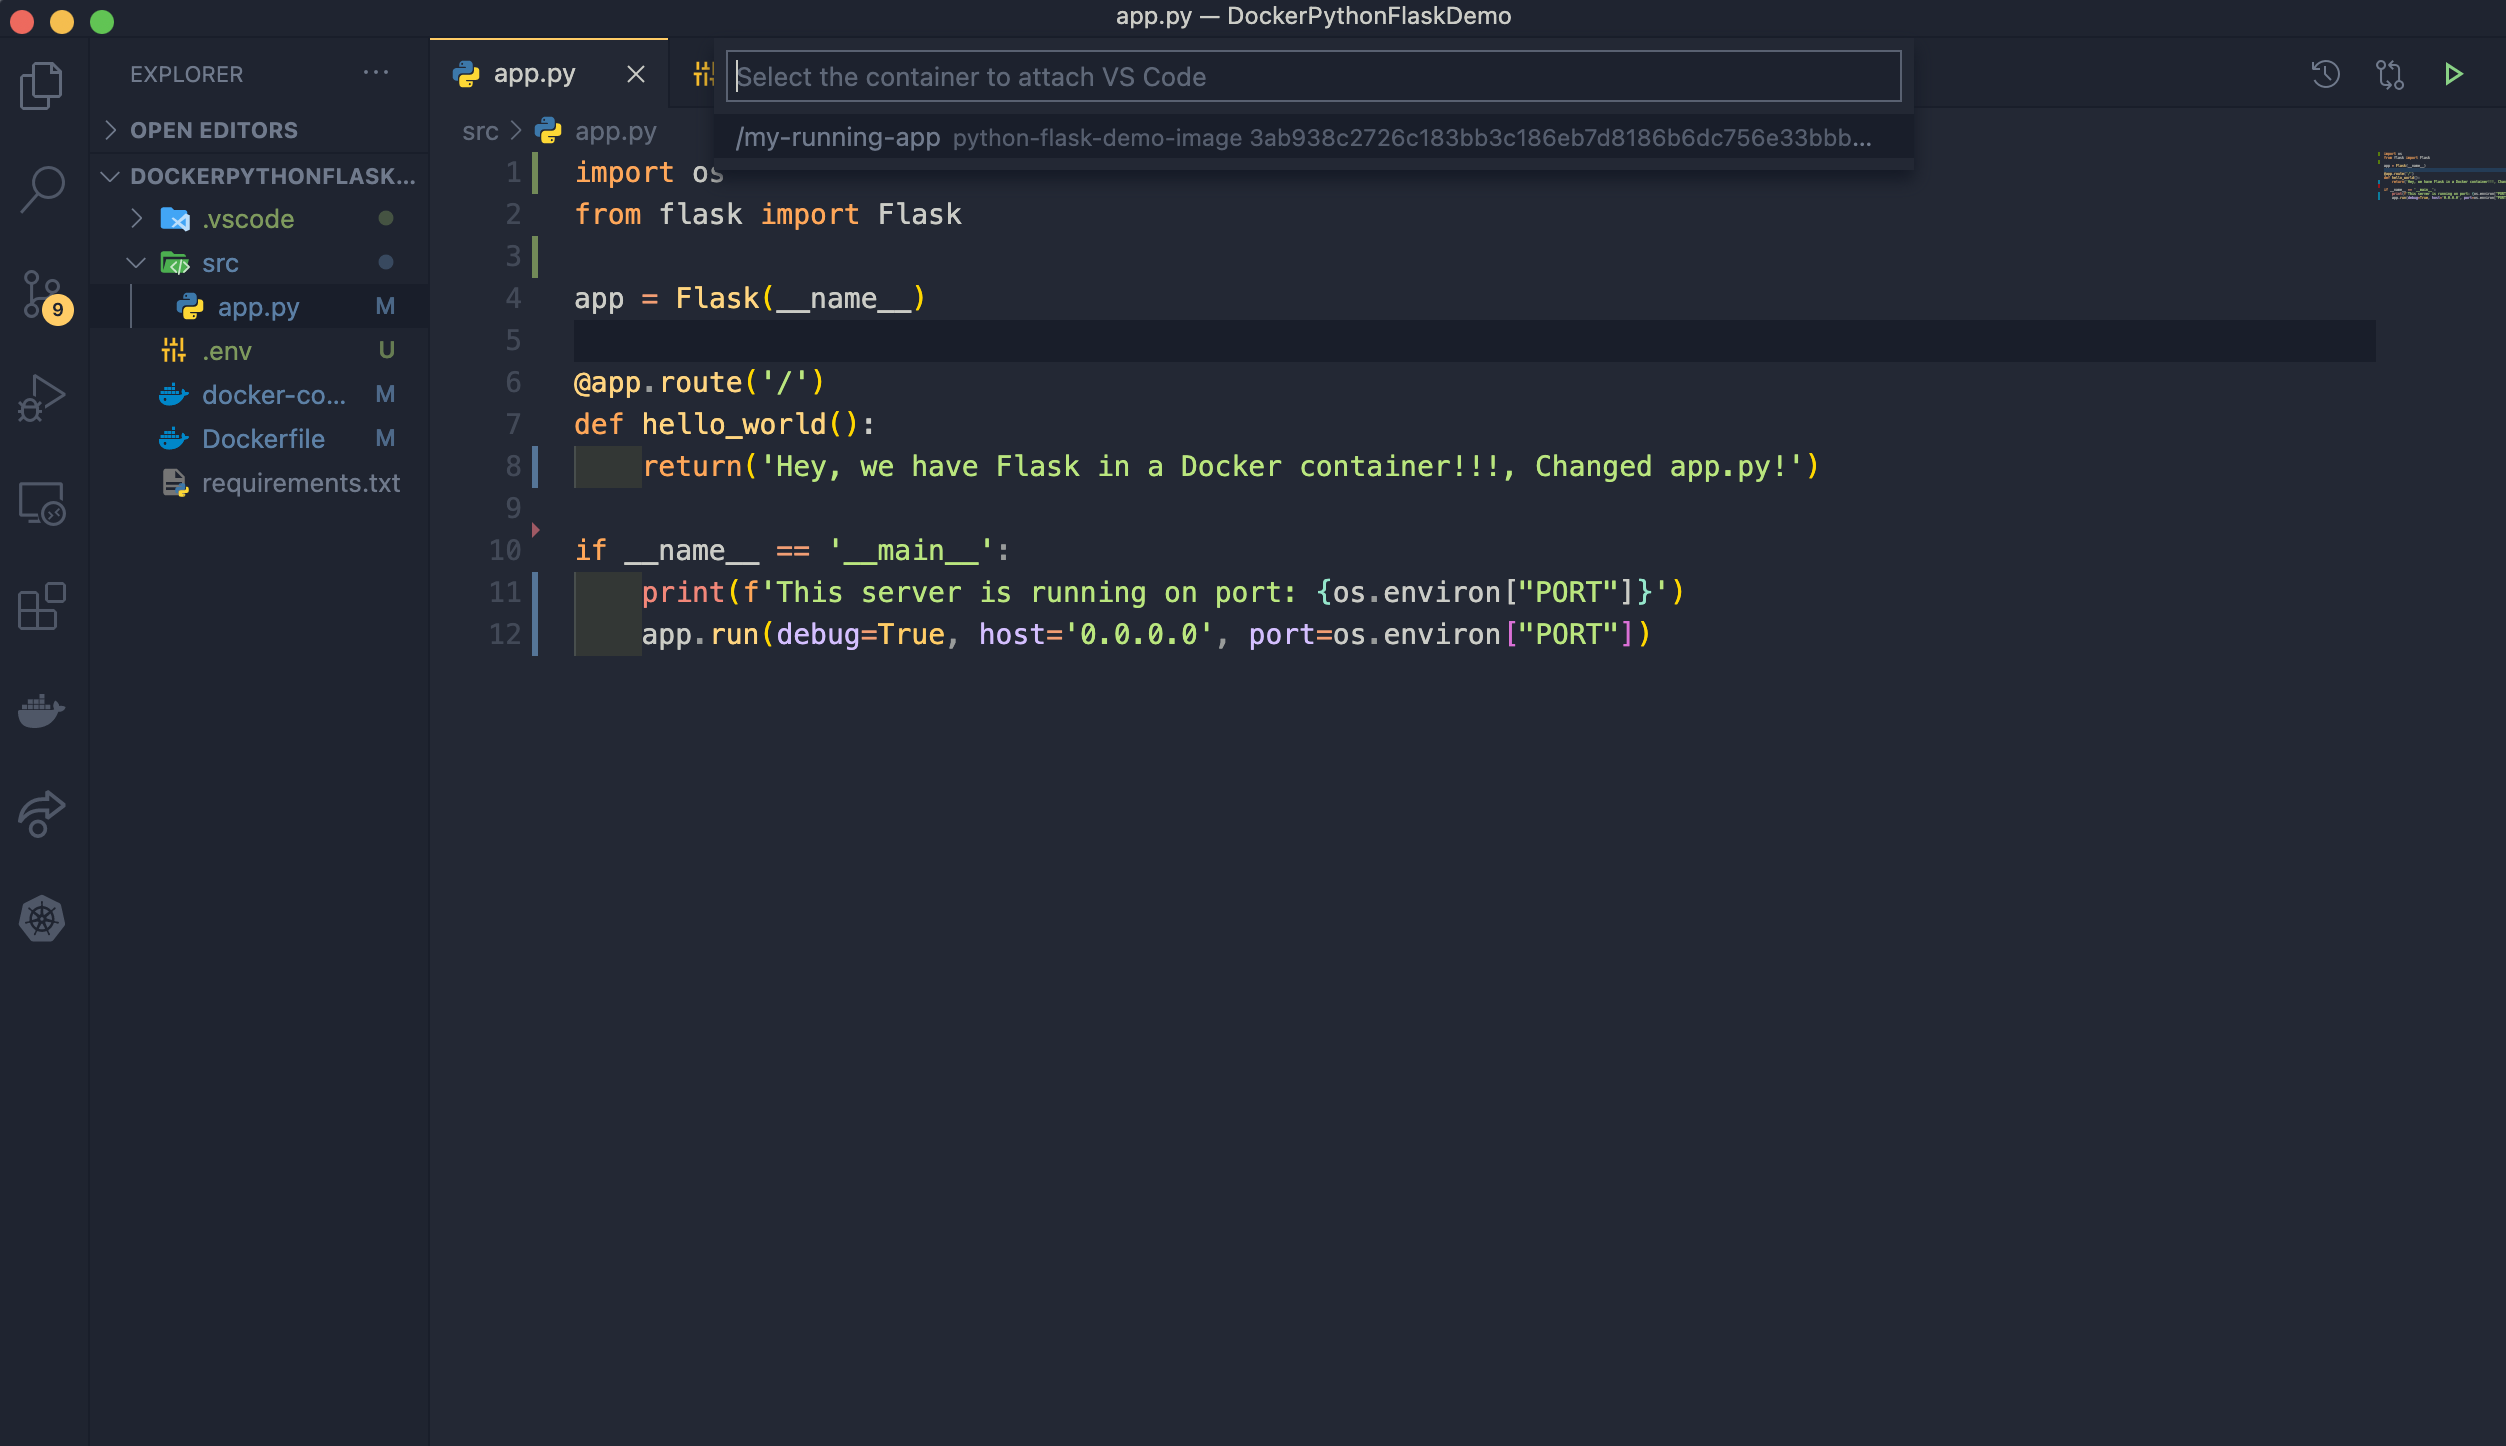 app.py — DockerPythonFlaskDemo
EXPLORER
OPEN EDITORS
DOCKERPYTHONFLASK...
.vscode
src
app.py M
.env U
docker-co... M
Dockerfile M
requirements.txt
9
app.py
Select the container to attach VS Code
/my-running-app python-flask-demo-image 3ab938c2726c183bb3c186eb7d8186b6dc756e33bbb...
src > app.py
1 import os
2 from flask import Flask
3
4 app = Flask(__name__)
5
6 @app.route('/')
7 def hello_world():
8 return('Hey, we have Flask in a Docker container!!!, Changed app.py!')
9
10 if __name__ == '__main__':
11 print(f'This server is running on port: {os.environ["PORT"]}')
12 app.run(debug=True, host='0.0.0.0', port=os.environ["PORT"])